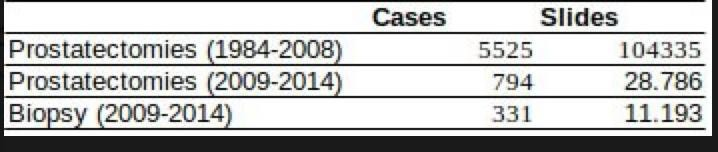 Cases Slides
Prostatectomies (1984-2008) 5525 104335
Prostatectomies (2009-2014) 794 28.786
Biopsy (2009-2014) 331 11.193